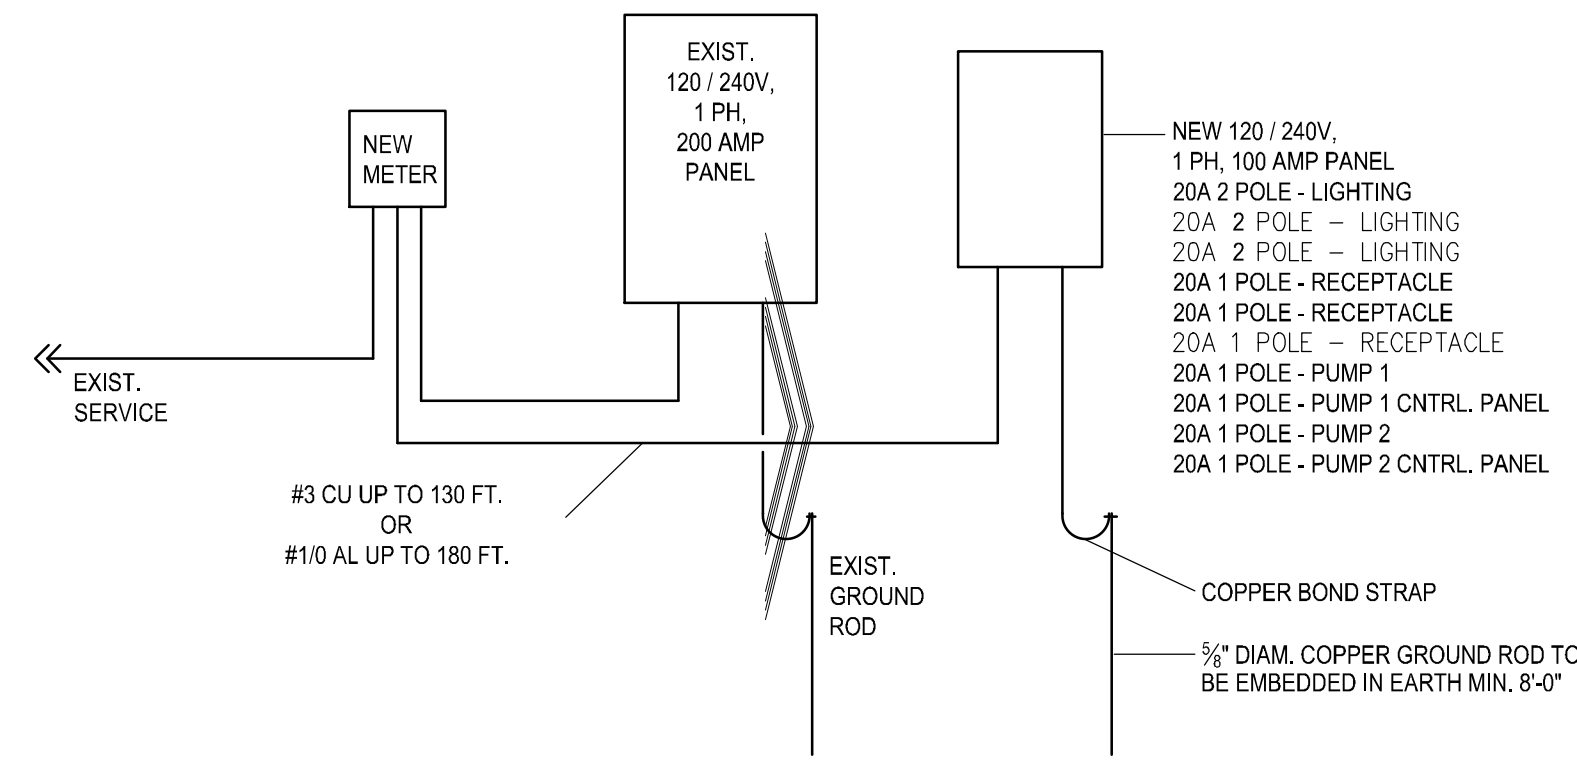 NEW
METER
EXIST.
120 / 240V,
1 PH,
200 AMP
PANEL
NEW 120 / 240V,
1 PH, 100 AMP PANEL
20A 2 POLE - LIGHTING
20A 2 POLE – LIGHTING
20A 2 POLE – LIGHTING
20A 1 POLE - RECEPTACLE
20A 1 POLE - RECEPTACLE
20A 1 POLE – RECEPTACLE
20A 1 POLE - PUMP 1
20A 1 POLE - PUMP 1 CNTRL. PANEL
20A 1 POLE - PUMP 2
20A 1 POLE - PUMP 2 CNTRL. PANEL
EXIST.
SERVICE
#3 CU UP TO 130 FT.
OR
#1/0 AL UP TO 180 FT.
EXIST.
GROUND
ROD
COPPER BOND STRAP
⅝" DIAM. COPPER GROUND ROD TO
BE EMBEDDED IN EARTH MIN. 8'-0"